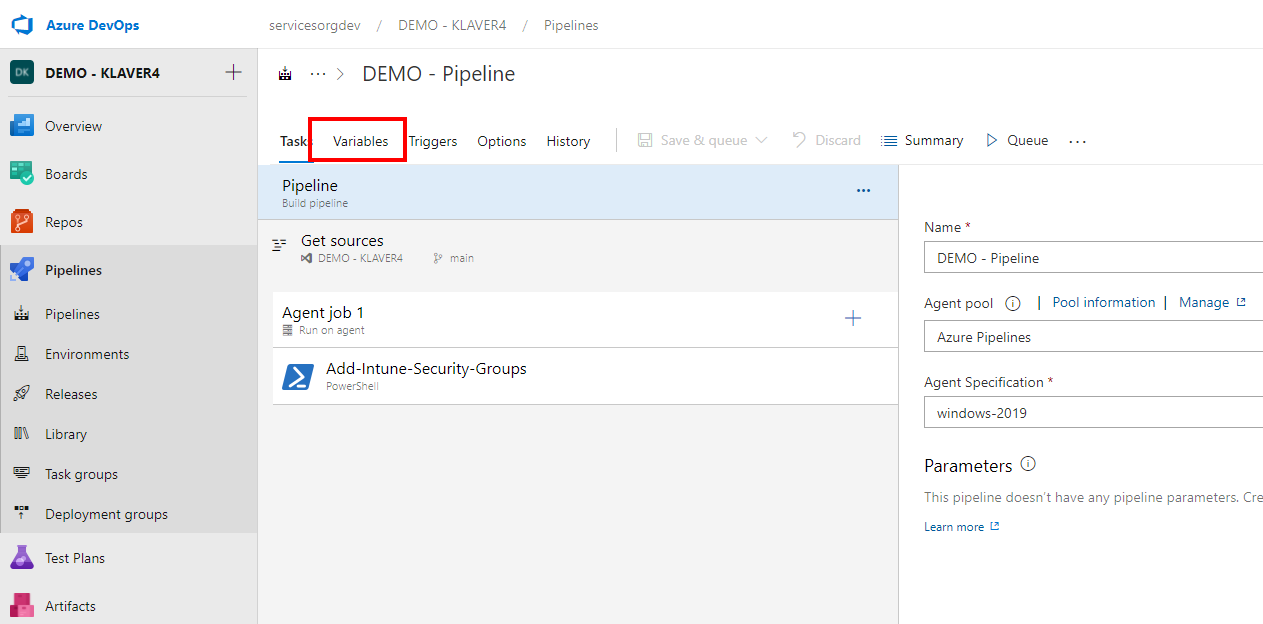 Azure DevOps
servicesorgdev / DEMO - KLAVER4 / Pipelines
DK DEMO - KLAVER4
Overview
Boards
Repos
Pipelines
Pipelines
Environments
Releases
Library
Task groups
Deployment groups
Test Plans
Artifacts
... > DEMO - Pipeline
Tasks Variables Triggers Options History Save & queue Discard Summary Queue ...
Pipeline ...
Build pipeline
Get sources
DEMO - KLAVER4 main
Agent job 1
Run on agent
Add-Intune-Security-Groups
PowerShell
Name *
DEMO - Pipeline
Agent pool | Pool information | Manage
Azure Pipelines
Agent Specification *
windows-2019
Parameters
This pipeline doesn't have any pipeline parameters. Cre
Learn more